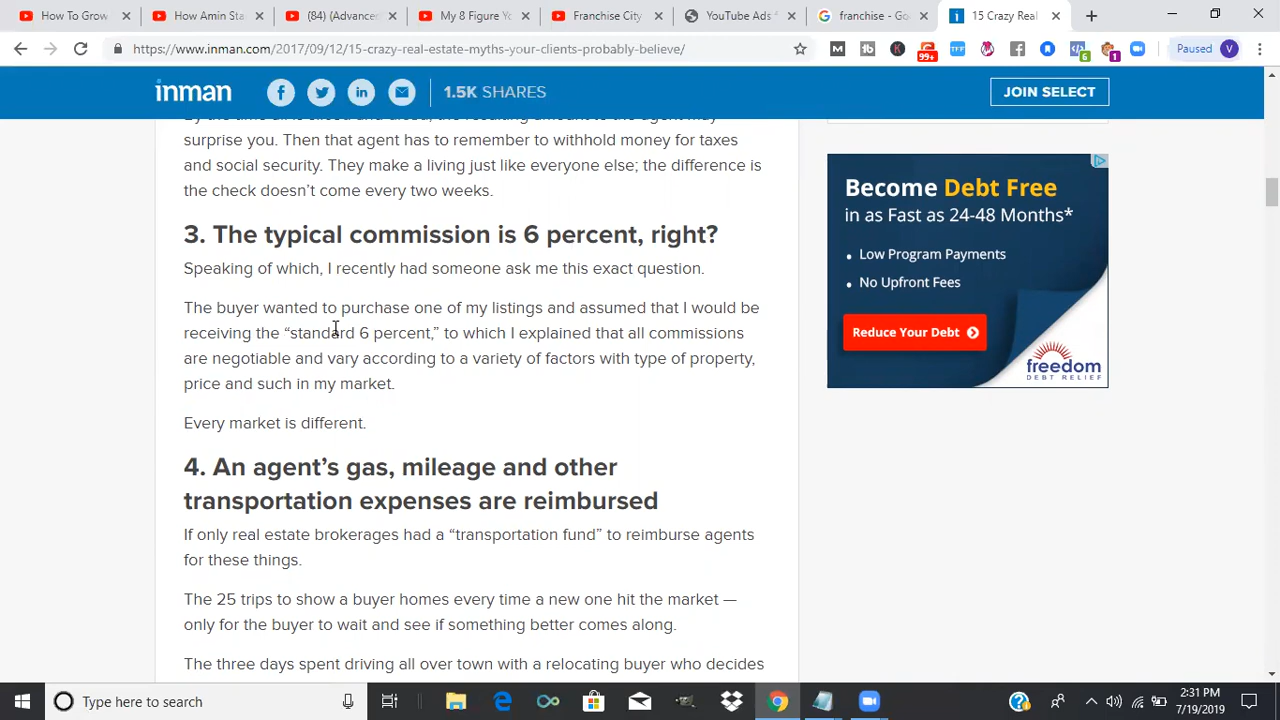 How To Grow
How Amin St
(84) (Advance
My 8 Figure Y
Franchise City
YouTube Ads
franchise - Goo
15 Crazy Real
https://www.inman.com/2017/09/12/15-crazy-real-estate-myths-your-clients-probably-believe/
99+
TFF
6
1
Paused
V
inman
1.5K SHARES
JOIN SELECT
surprise you. Then that agent has to remember to withhold money for taxes
and social security. They make a living just like everyone else; the difference is
the check doesn’t come every two weeks.
3. The typical commission is 6 percent, right?
Speaking of which, I recently had someone ask me this exact question.
The buyer wanted to purchase one of my listings and assumed that I would be
receiving the “standard 6 percent,” to which I explained that all commissions
are negotiable and vary according to a variety of factors with type of property,
price and such in my market.
Every market is different.
4. An agent’s gas, mileage and other
transportation expenses are reimbursed
If only real estate brokerages had a “transportation fund” to reimburse agents
for these things.
The 25 trips to show a buyer homes every time a new one hit the market —
only for the buyer to wait and see if something better comes along.
The three days spent driving all over town with a relocating buyer who decides
Become Debt Free
in as Fast as 24-48 Months*
• Low Program Payments
• No Upfront Fees
Reduce Your Debt
freedom
DEBT RELIEF
Type here to search
2:31 PM
7/19/2019